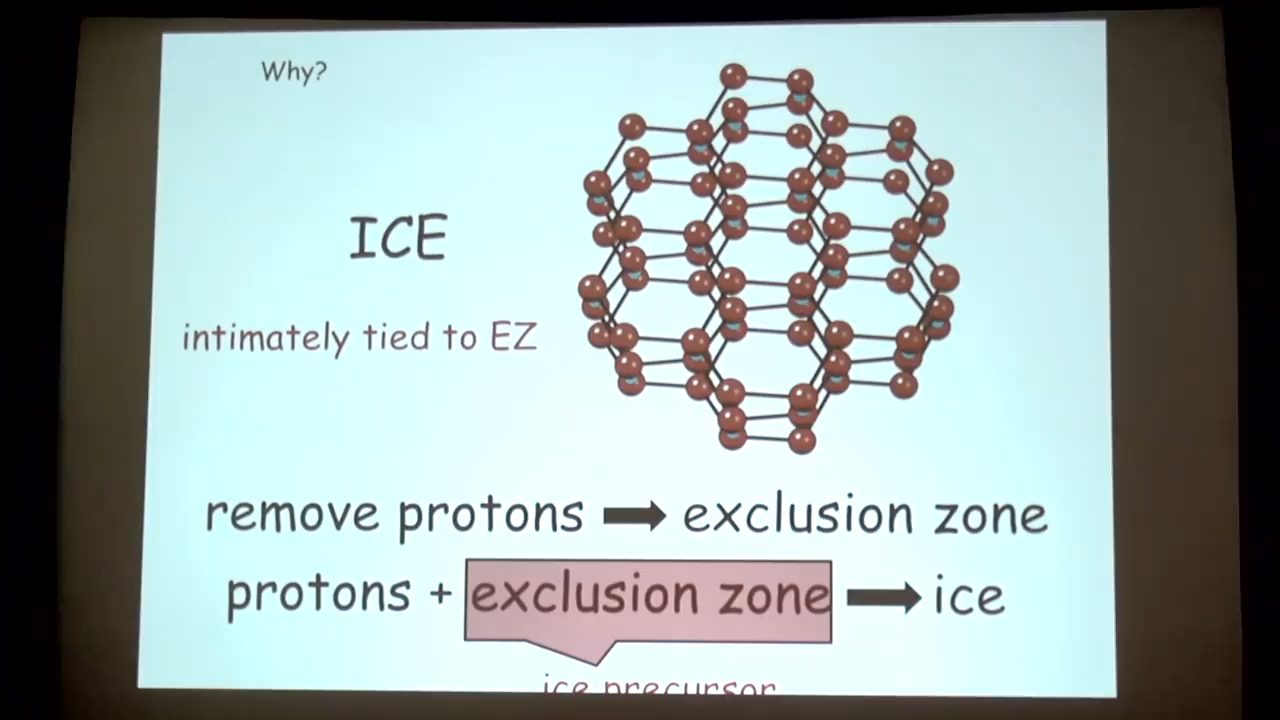 Why?
ICE
intimately tied to EZ
remove protons → exclusion zone
protons + exclusion zone → ice
ice precursor